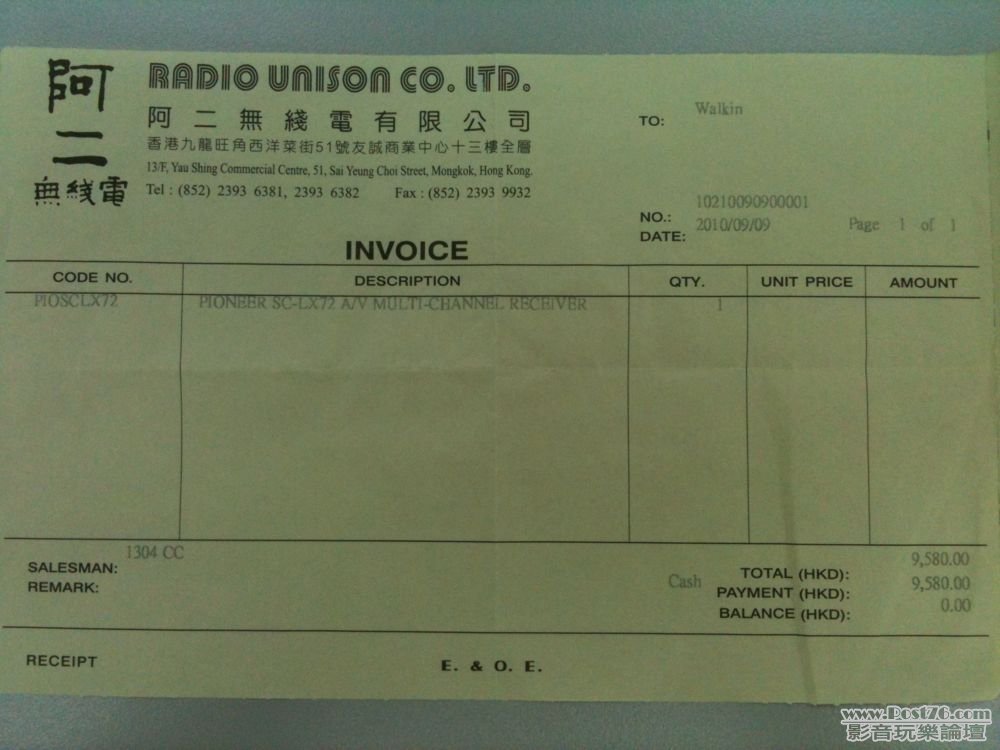 阿二無綫電
RADIO UNISON CO. LTD.
阿二無綫電有限公司
香港九龍旺角西洋菜街51號友誠商業中心十三樓全層
13/F, Yau Shing Commercial Centre, 51, Sai Yeung Choi Street, Mongkok, Hong Kong.
Tel : (852) 2393 6381, 2393 6382 Fax : (852) 2393 9932
TO: Walkin
NO.: 10210090900001
DATE: 2010/09/09 Page 1 of 1
INVOICE
CODE NO. DESCRIPTION QTY. UNIT PRICE AMOUNT
PIOSCLX72 PIONEER SC-LX72 A/V MULTI-CHANNEL RECEIVER 1
SALESMAN: 1304 CC
REMARK:
TOTAL (HKD): 9,580.00
Cash PAYMENT (HKD): 9,580.00
BALANCE (HKD): 0.00
RECEIPT
E. & O. E.
www.Post76.com
影音玩樂論壇